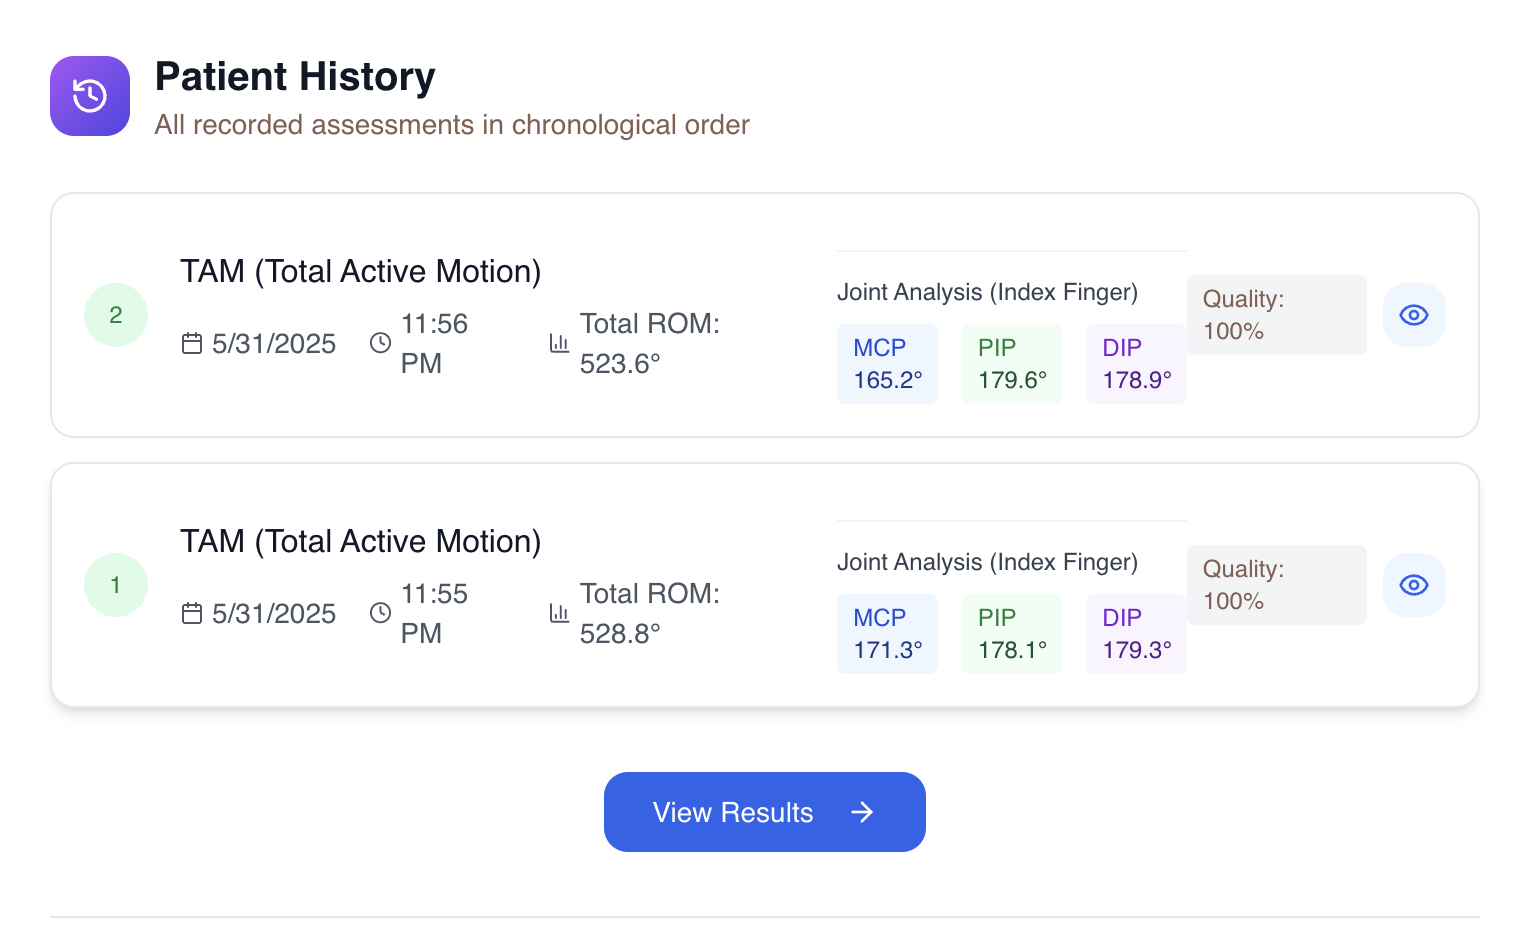 Patient History
All recorded assessments in chronological order
2
TAM (Total Active Motion)
5/31/2025
11:56
PM
Total ROM:
523.6°
Joint Analysis (Index Finger)
MCP
165.2°
PIP
179.6°
DIP
178.9°
Quality:
100%
1
TAM (Total Active Motion)
5/31/2025
11:55
PM
Total ROM:
528.8°
Joint Analysis (Index Finger)
MCP
171.3°
PIP
178.1°
DIP
179.3°
Quality:
100%
View Results